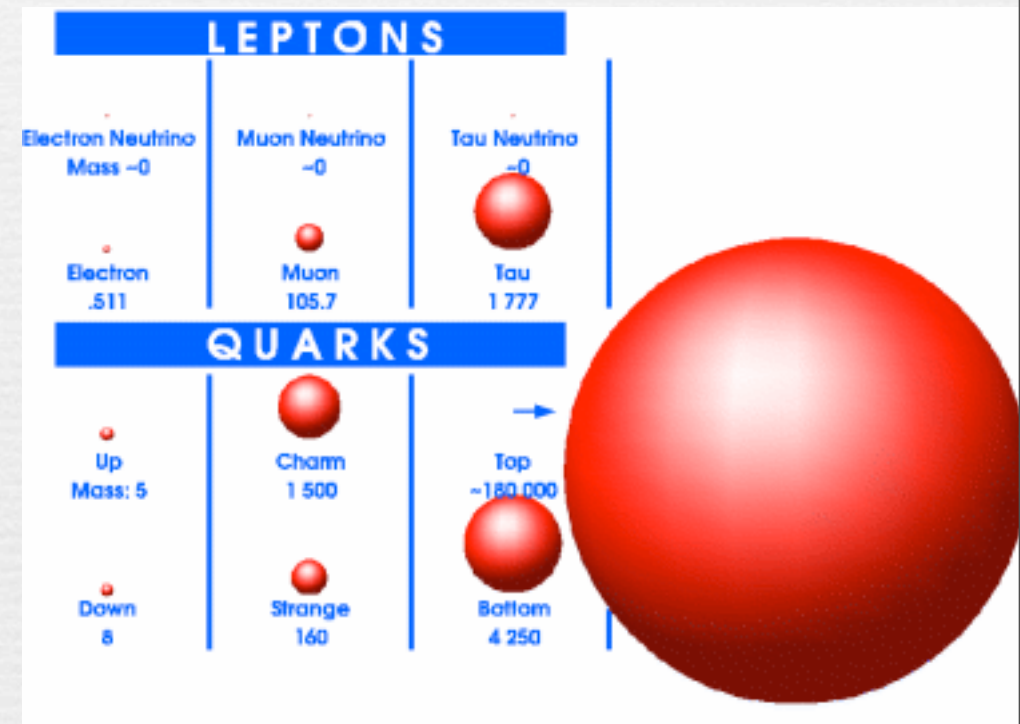 LEPTONS
Electron Neutrino
Mass ~0
Muon Neutrino
~0
Tau Neutrino
~0
Electron
.511
Muon
105.7
Tau
1 777
QUARKS
Up
Mass: 5
Charm
1 500
Top
~180 000
Down
8
Strange
160
Bottom
4 250